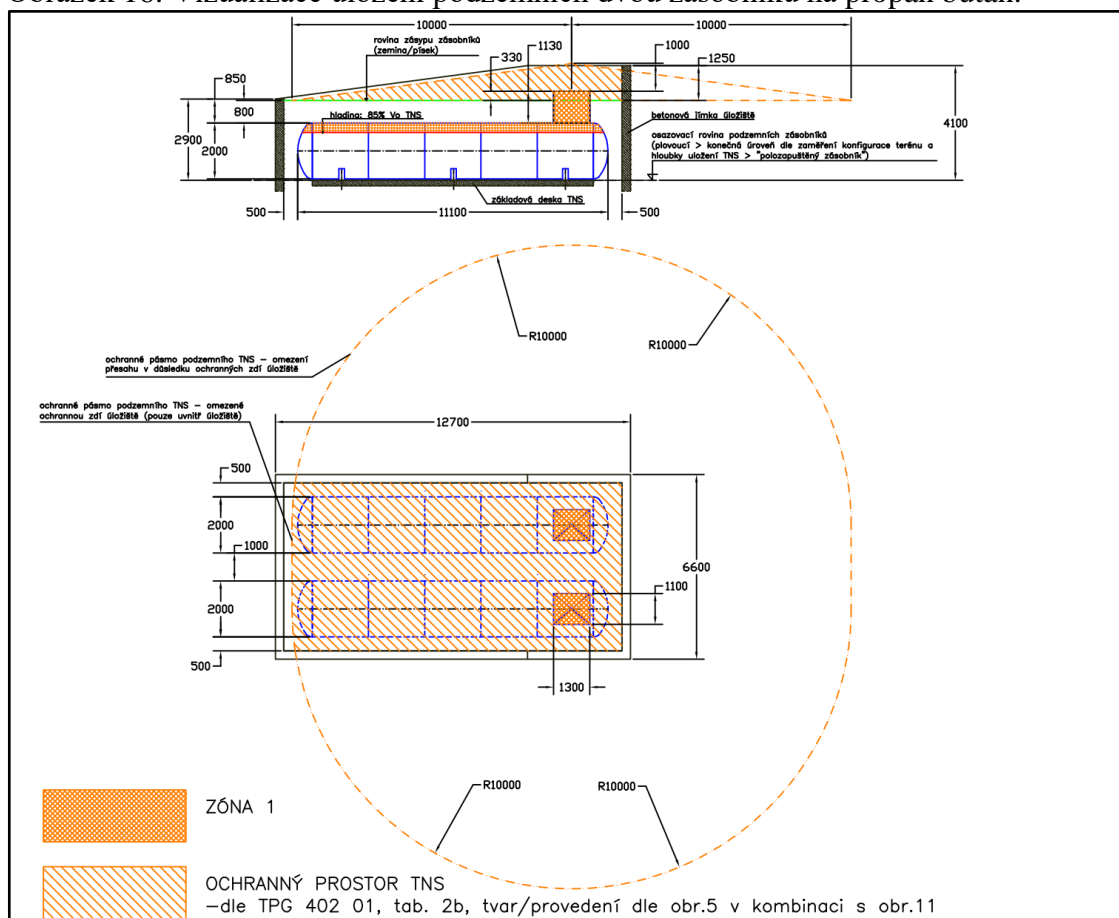 Obrázek 18: Vizualizace uložení podzemních dvou zásobníků na propan butan.
10000
10000
rovina zásypu zásobníků
(zemina/písek)
1130
330
1000
1250
850
hladina: 85% Vo TNS
800
betonová jímka úložiště
osazovací rovina podzemních zásobníků
(plovoucí > konečná úroveň dle zaměření konfigurace terénu a
hloubky uložení TNS > "polozapuštěný zásobník")
4100
2900
2000
základová deska TNS
500
11100
500
R10000
R10000
ochranné pásmo podzemního TNS – omezení
přesahu v důsledku ochranných zdí úložiště
ochranné pásmo podzemního TNS – omezené
ochrannou zdí úložiště (pouze uvnitř úložiště)
12700
500
2000
1000
6600
1100
2000
500
1300
R10000
R10000
ZÓNA 1
OCHRANNÝ PROSTOR TNS
–dle TPG 402 01, tab. 2b, tvar/provedení dle obr.5 v kombinaci s obr.11